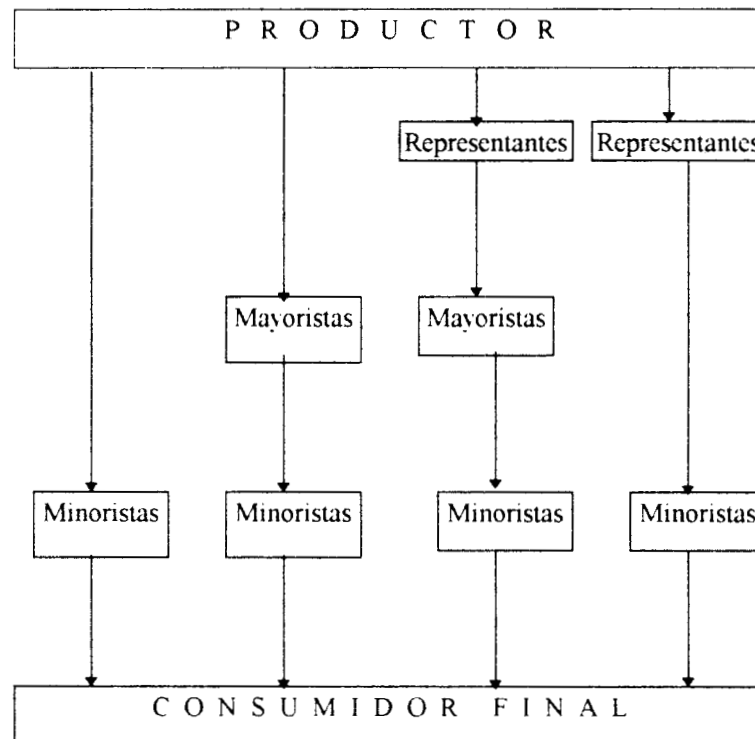 P R O D U C T O R
Representantes Representantes
Mayoristas Mayoristas
Minoristas Minoristas Minoristas Minoristas
C O N S U M I D O R F I N A L